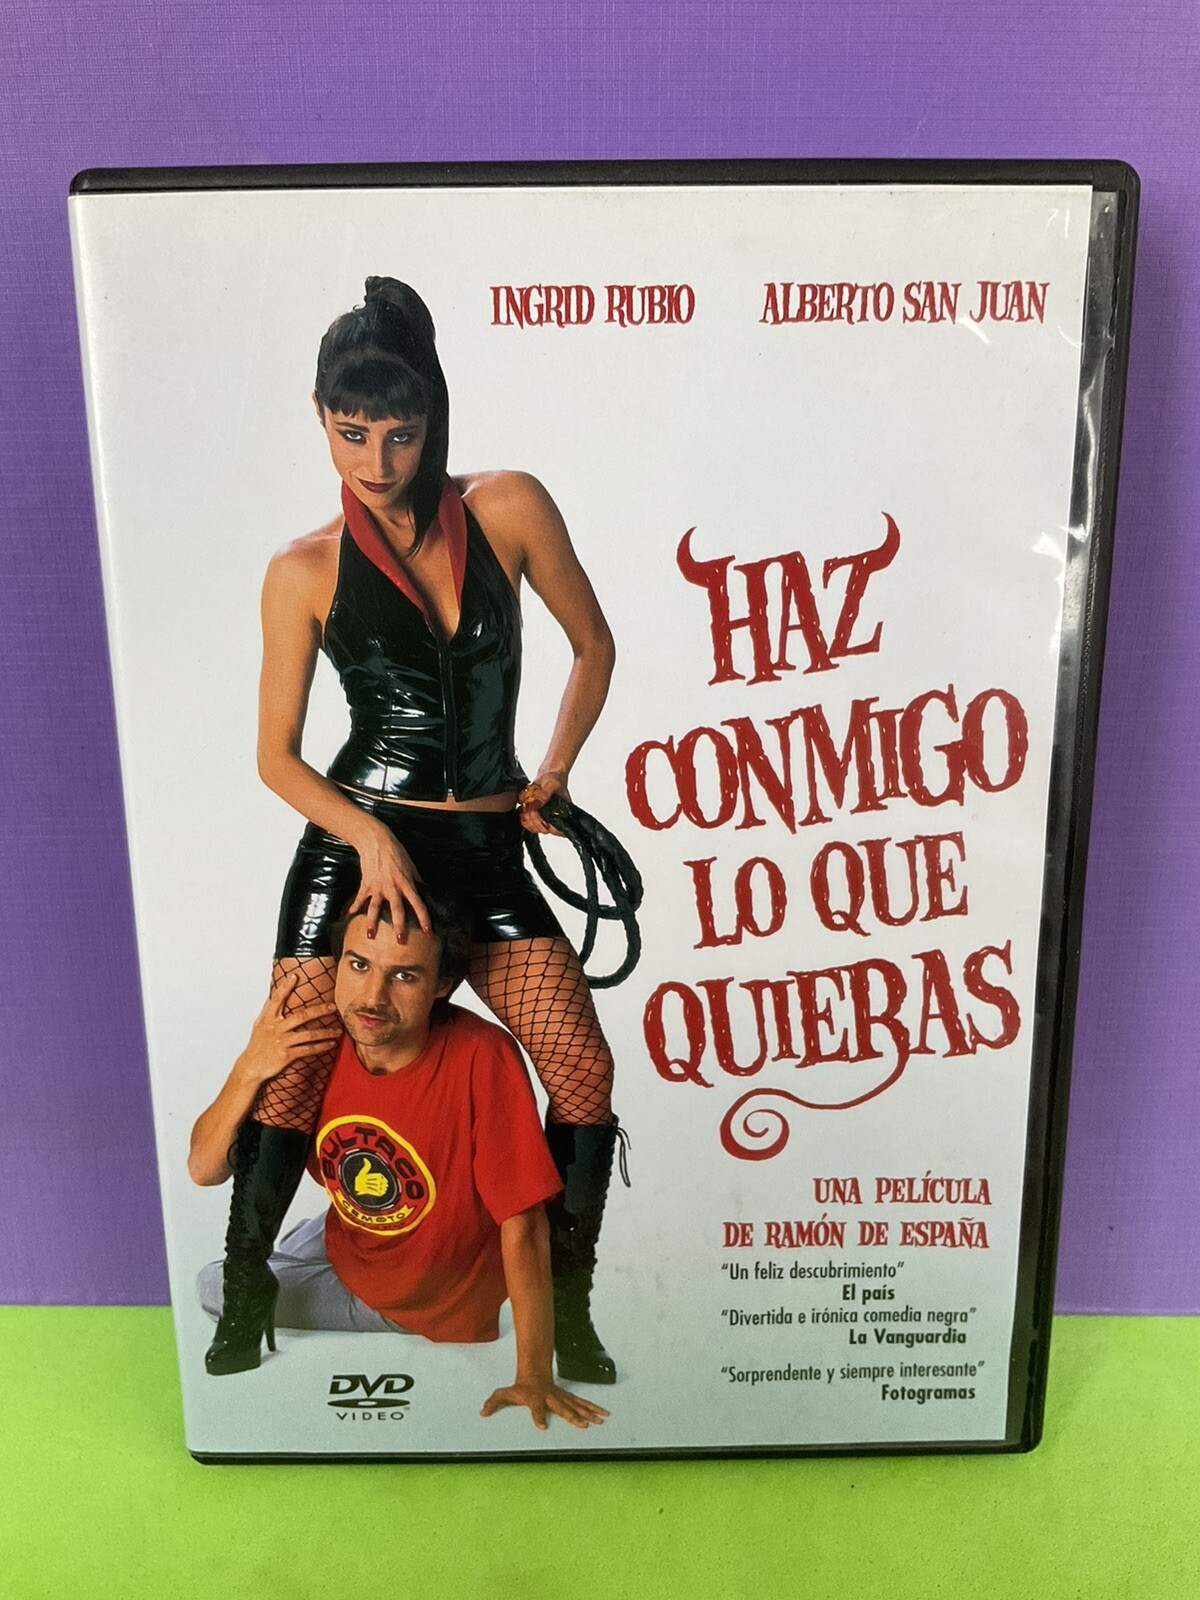 INGRID RUBIO ALBERTO SAN JUAN
HAZ
CONMIGO
LO QUE
QUIERAS
BULTACO
CEMOTO
UNA PELÍCULA
DE RAMÓN DE ESPAÑA
"Un feliz descubrimiento"
El país
"Divertida e irónica comedia negra"
La Vanguardia
"Sorprendente y siempre interesante"
Fotogramas
DVD
VIDEO